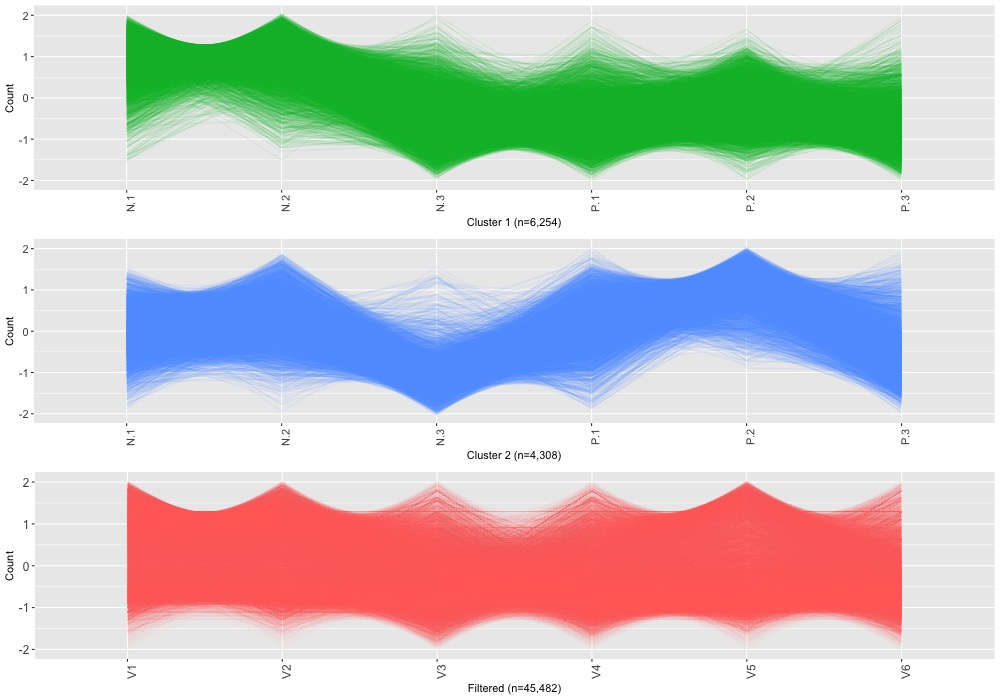 Count
2
1
0
-1
-2
N.1 N.2 N.3 P.1 P.2 P.3
Cluster 1 (n=6,254)
Count
2
1
0
-1
-2
N.1 N.2 N.3 P.1 P.2 P.3
Cluster 2 (n=4,308)
Count
2
1
0
-1
-2
V1 V2 V3 V4 V5 V6
Filtered (n=45,482)